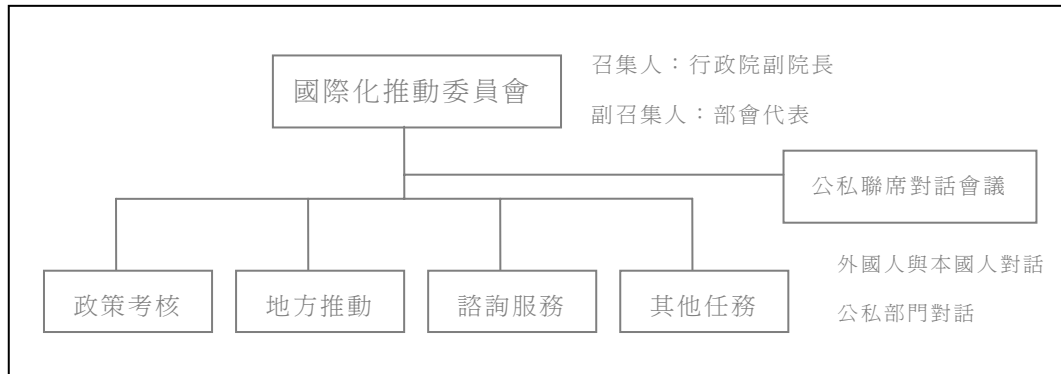 國際化推動委員會
召集人：行政院副院長
副召集人：部會代表
公私聯席對話會議
外國人與本國人對話
公私部門對話
政策考核
地方推動
諮詢服務
其他任務